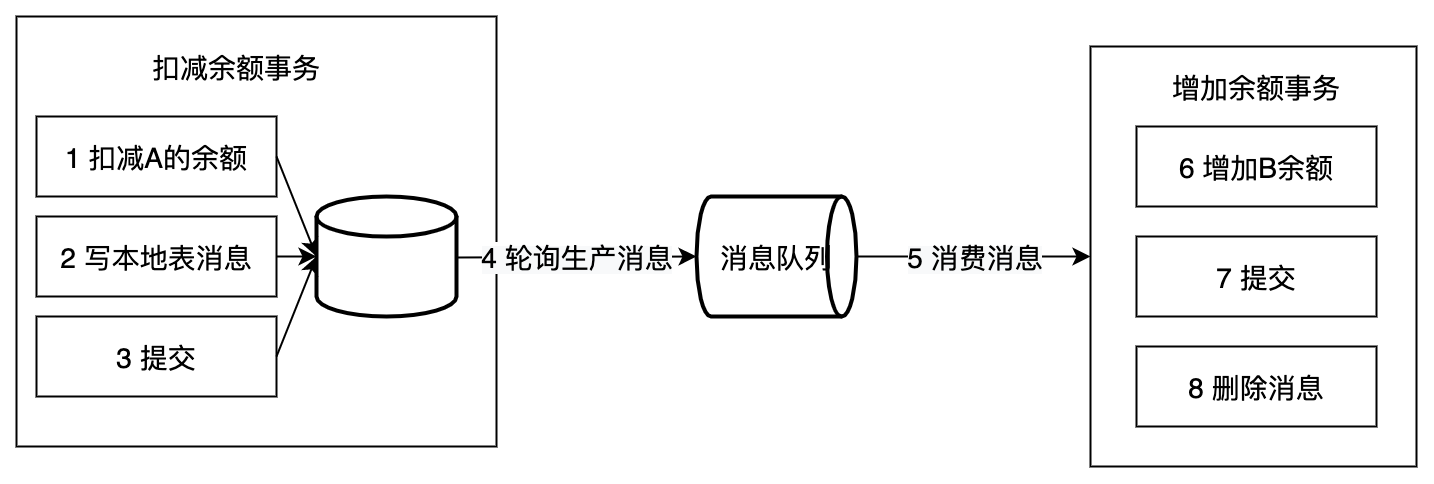 扣减余额事务
1 扣减A的余额
2 写本地表消息
3 提交
4 轮询生产消息
消息队列
5 消费消息
增加余额事务
6 增加B余额
7 提交
8 删除消息